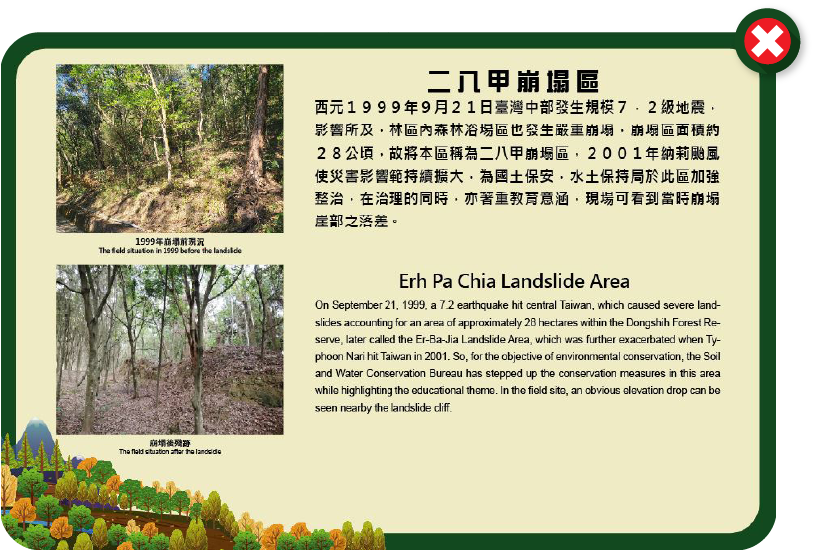 二八甲崩塌區
西元１９９９年９月２１日臺灣中部發生規模７．２級地震，
影響所及，林區內森林浴場區也發生嚴重崩塌，崩塌區面積約
２８公頃，故將本區稱為二八甲崩塌區，２００１年納莉颱風
使災害影響範持續擴大，為國土保安，水土保持局於此區加強
整治，在治理的同時，亦著重教育意涵，現場可看到當時崩塌
崖部之落差。
1999年崩塌前現況
The field situation in 1999 before the landslide
Erh Pa Chia Landslide Area
On September 21, 1999, a 7.2 earthquake hit central Taiwan, which caused severe land-
slides accounting for an area of approximately 28 hectares within the Dongshih Forest Re-
serve, later called the Er-Ba-Jia Landslide Area, which was further exacerbated when Ty-
phoon Nari hit Taiwan in 2001. So, for the objective of environmental conservation, the Soil
and Water Conservation Bureau has stepped up the conservation measures in this area
while highlighting the educational theme. In the field site, an obvious elevation drop can be
seen nearby the landslide cliff.
崩塌後殘跡
The field situation after the landslide